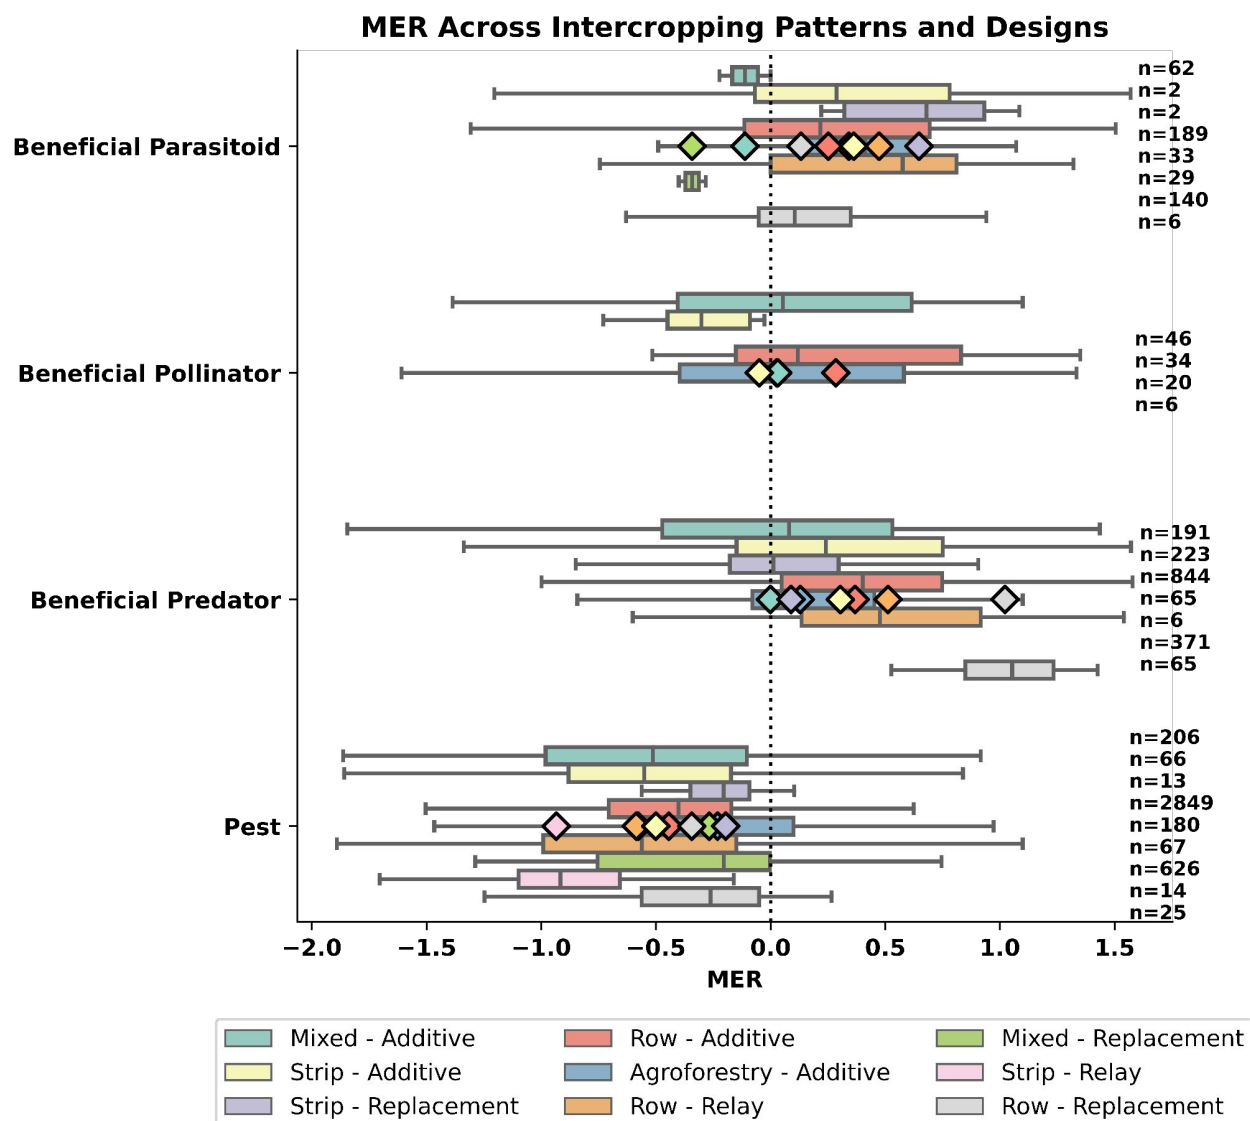 MER Across Intercropping Patterns and Designs
Beneficial Parasitoid
n=62
n=2
n=2
n=189
n=33
n=29
n=140
n=6
Beneficial Pollinator
n=46
n=34
n=20
n=6
Beneficial Predator
n=191
n=223
n=844
n=65
n=6
n=371
n=65
Pest
n=206
n=66
n=13
n=2849
n=180
n=67
n=626
n=14
n=25
−2.0 −1.5 −1.0 −0.5 0.0 0.5 1.0 1.5
MER
Mixed - Additive Row - Additive Mixed - Replacement
Strip - Additive Agroforestry - Additive Strip - Relay
Strip - Replacement Row - Relay Row - Replacement